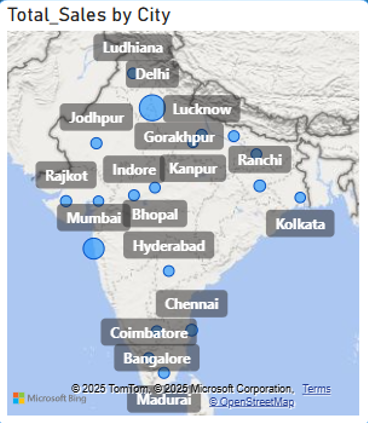 Total_Sales by City
Ludhiana
Delhi
Jodhpur
Lucknow
Gorakhpur
Rajkot
Indore
Kanpur
Ranchi
Mumbai
Bhopal
Kolkata
Hyderabad
Chennai
Coimbatore
Bangalore
Madurai
Microsoft Bing
© 2025 TomTom, © 2025 Microsoft Corporation, Terms
© OpenStreetMap